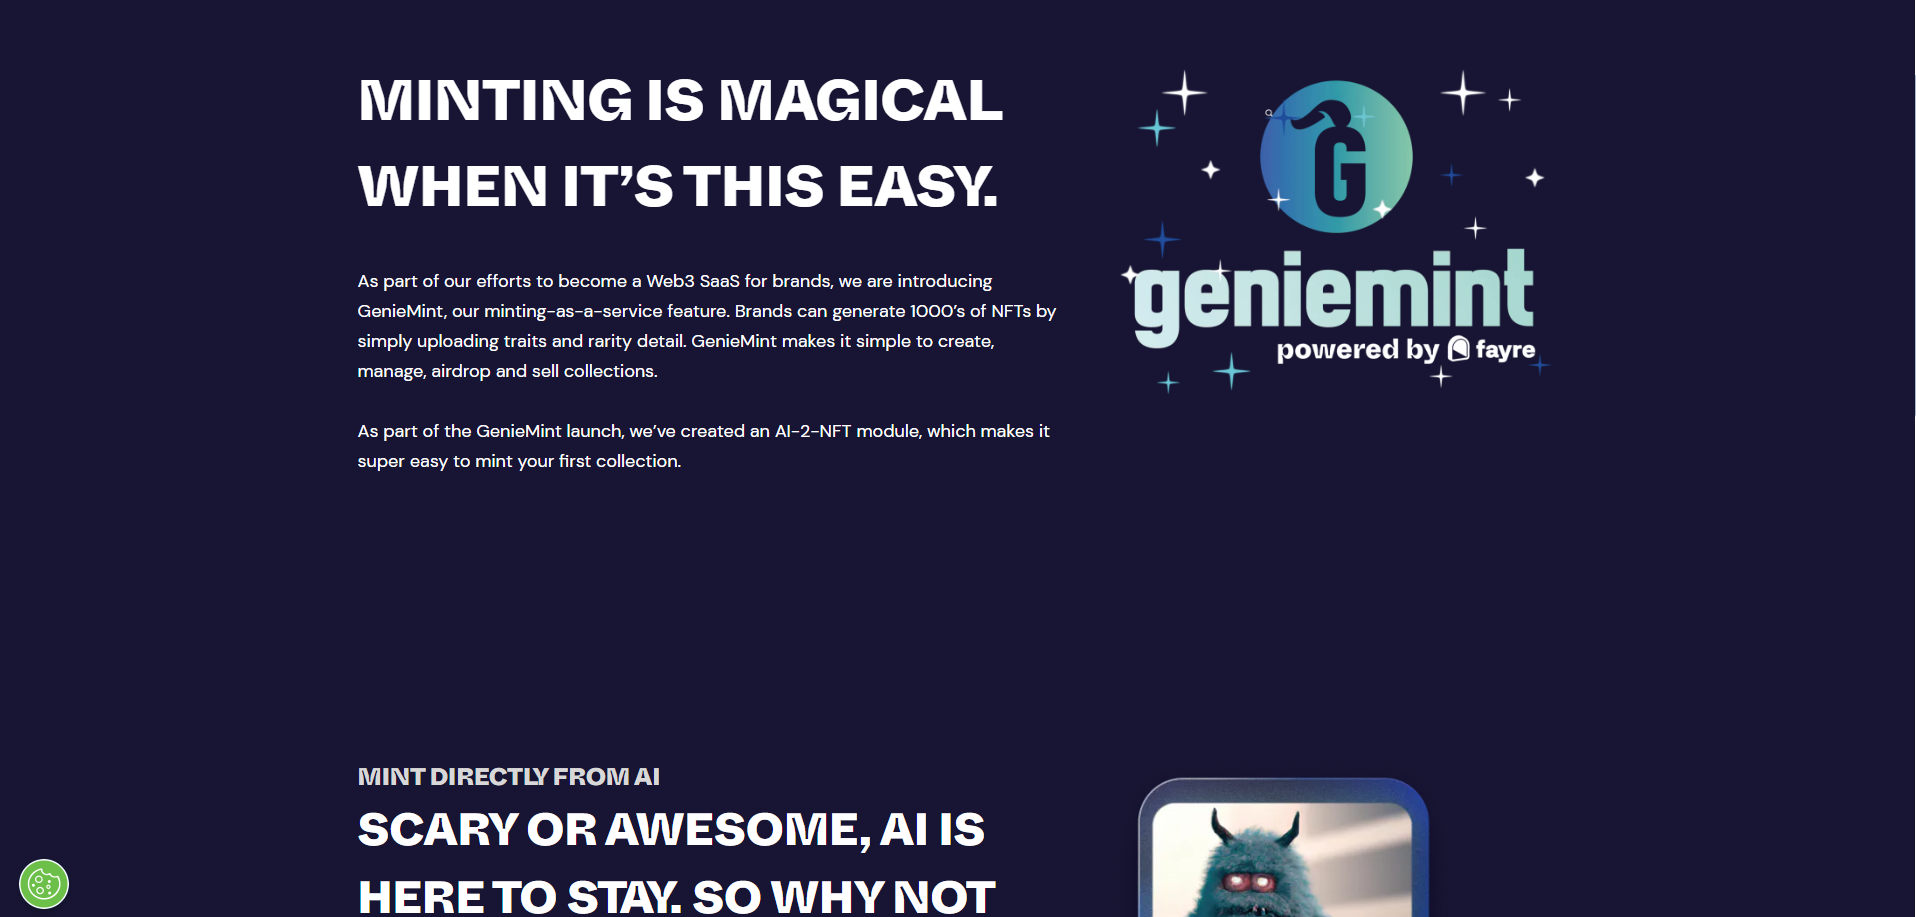 MINTING IS MAGICAL
WHEN IT’S THIS EASY.
As part of our efforts to become a Web3 SaaS for brands, we are introducing
GenieMint, our minting-as-a-service feature. Brands can generate 1000’s of NFTs by
simply uploading traits and rarity detail. GenieMint makes it simple to create,
manage, airdrop and sell collections.
As part of the GenieMint launch, we’ve created an AI-2-NFT module, which makes it
super easy to mint your first collection.
G
geniemint
powered by fayre
MINT DIRECTLY FROM AI
SCARY OR AWESOME, AI IS
HERE TO STAY. SO WHY NOT